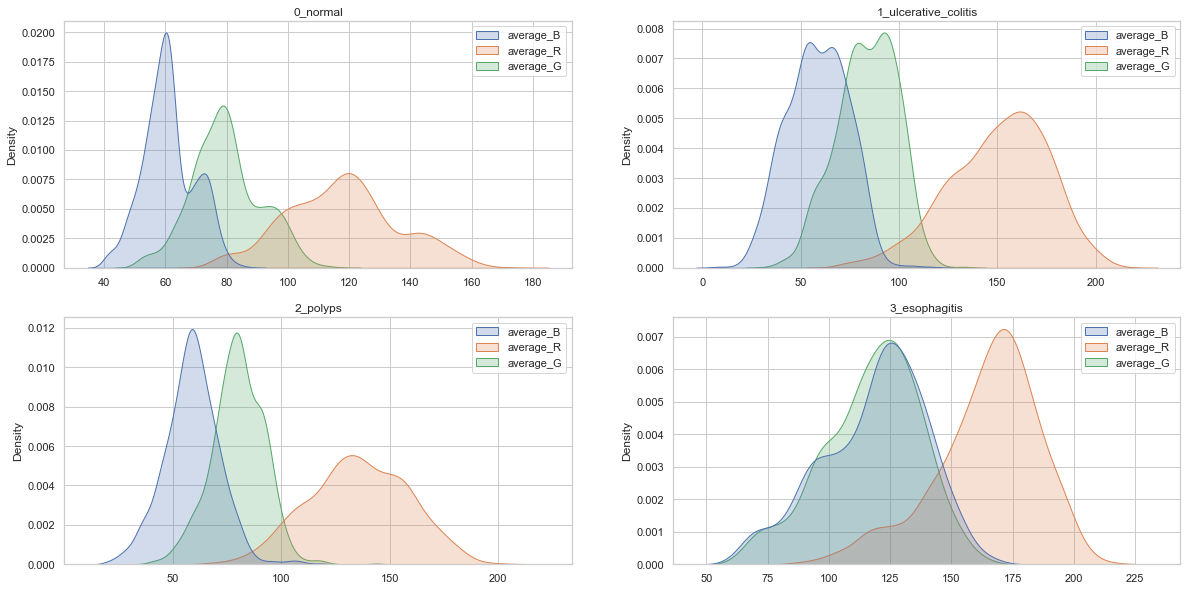 0_normal
average_B
average_R
average_G
Density
0.0200
0.0175
0.0150
0.0125
0.0100
0.0075
0.0050
0.0025
0.0000
40 60 80 100 120 140 160 180
1_ulcerative_colitis
average_B
average_R
average_G
Density
0.008
0.007
0.006
0.005
0.004
0.003
0.002
0.001
0.000
0 50 100 150 200
2_polyps
average_B
average_R
average_G
Density
0.012
0.010
0.008
0.006
0.004
0.002
0.000
50 100 150 200
3_esophagitis
average_B
average_R
average_G
Density
0.007
0.006
0.005
0.004
0.003
0.002
0.001
0.000
50 75 100 125 150 175 200 225